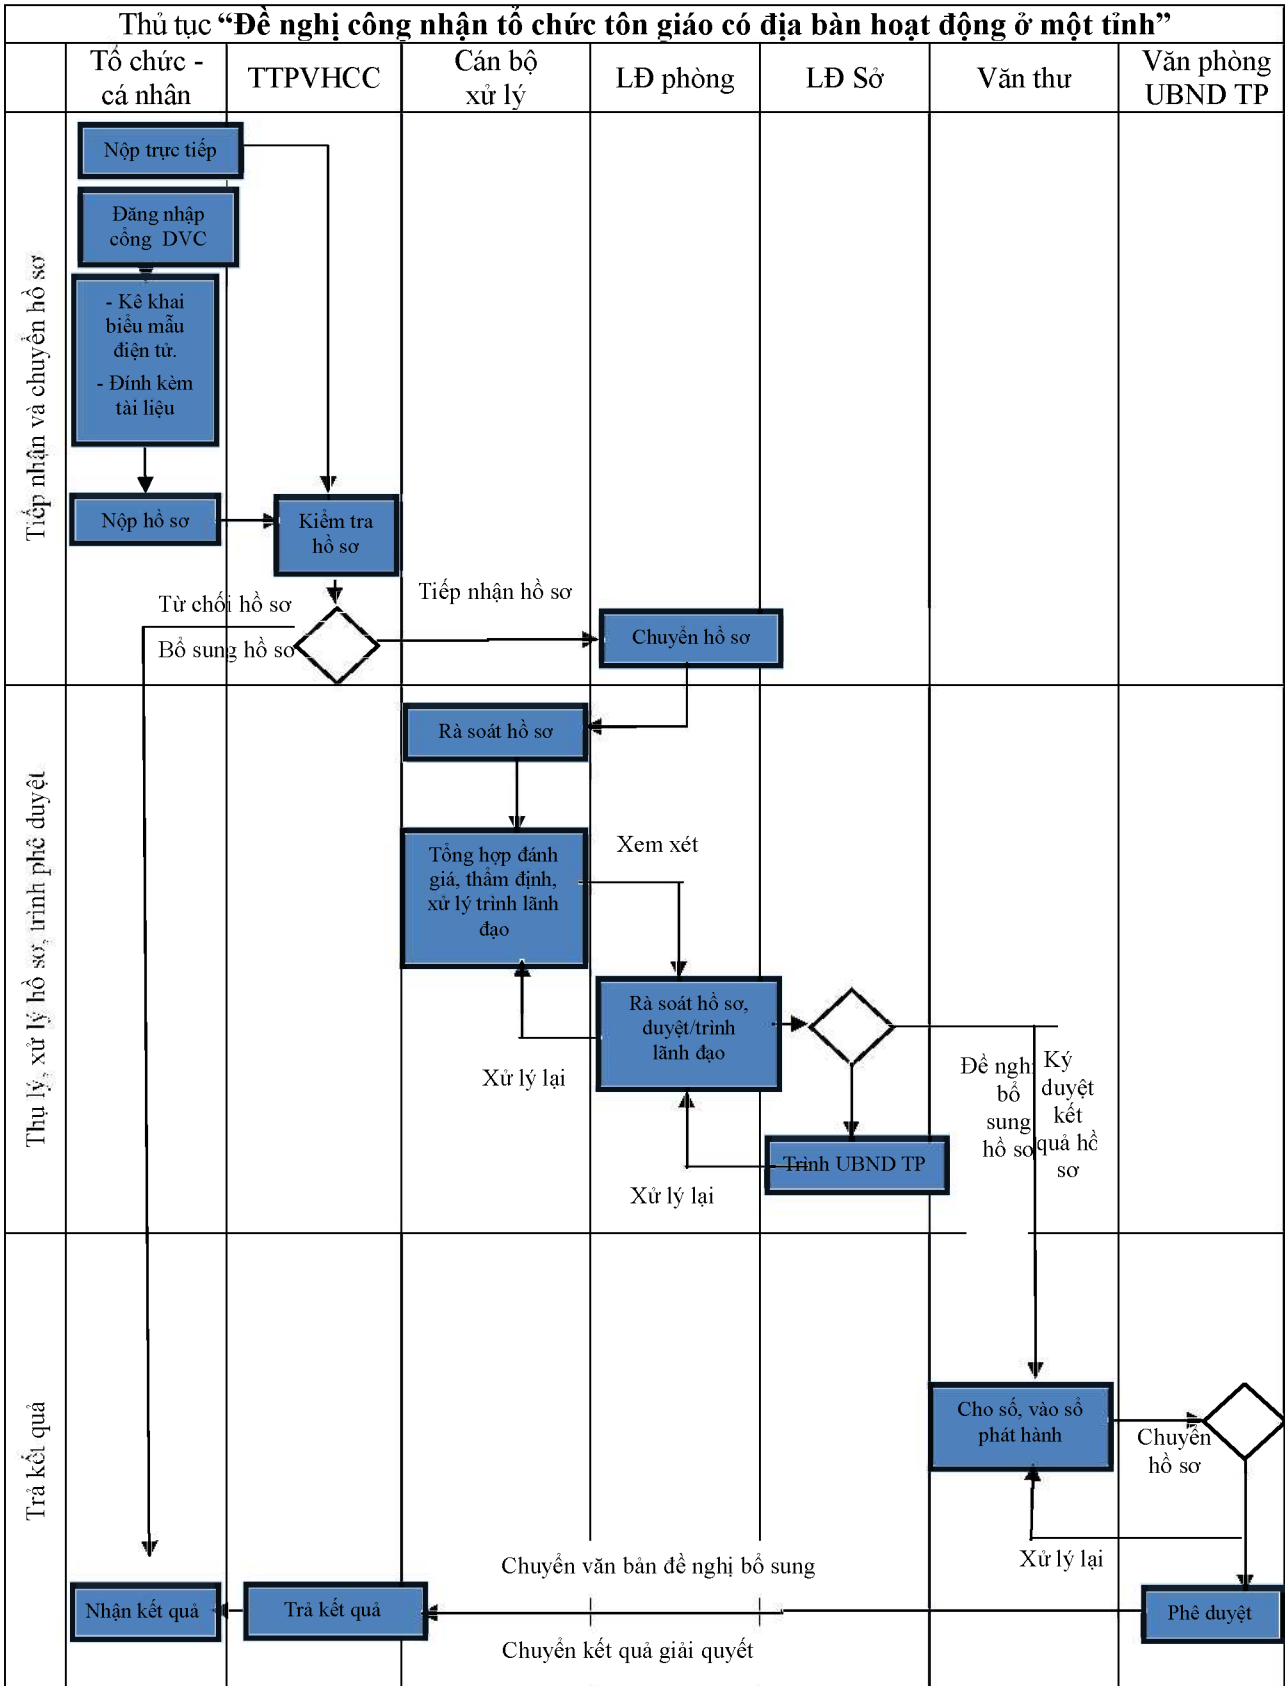 Thủ tục “Đề nghị công nhận tổ chức tôn giáo có địa bàn hoạt động ở một tỉnh”
Tổ chức -
cá nhân
TTPVHCC
Cán bộ
xử lý
LĐ phòng
LĐ Sở
Văn thư
Văn phòng
UBND TP
Tiếp nhận và chuyển hồ sơ
Nộp trực tiếp
Đăng nhập
cổng DVC
- Kê khai
biểu mẫu
điện tử.
- Đính kèm
tài liệu
Nộp hồ sơ
Kiểm tra
hồ sơ
Từ chối hồ sơ
Bổ sung hồ sơ
Tiếp nhận hồ sơ
Chuyển hồ sơ
Thụ lý, xử lý hồ sơ, trình phê duyệt
Rà soát hồ sơ
Tổng hợp đánh
giá, thẩm định,
xử lý trình lãnh
đạo
Xem xét
Rà soát hồ sơ,
duyệt/trình
lãnh đạo
Xử lý lại
Trình UBND TP
Xử lý lại
Đề nghị
bổ
sung
hồ sơ
Ký
duyệt
kết
quả hồ
sơ
Trả kết quả
Cho số, vào sổ
phát hành
Chuyển
hồ sơ
Xử lý lại
Chuyển văn bản đề nghị bổ sung
Nhận kết quả
Trả kết quả
Phê duyệt
Chuyển kết quả giải quyết